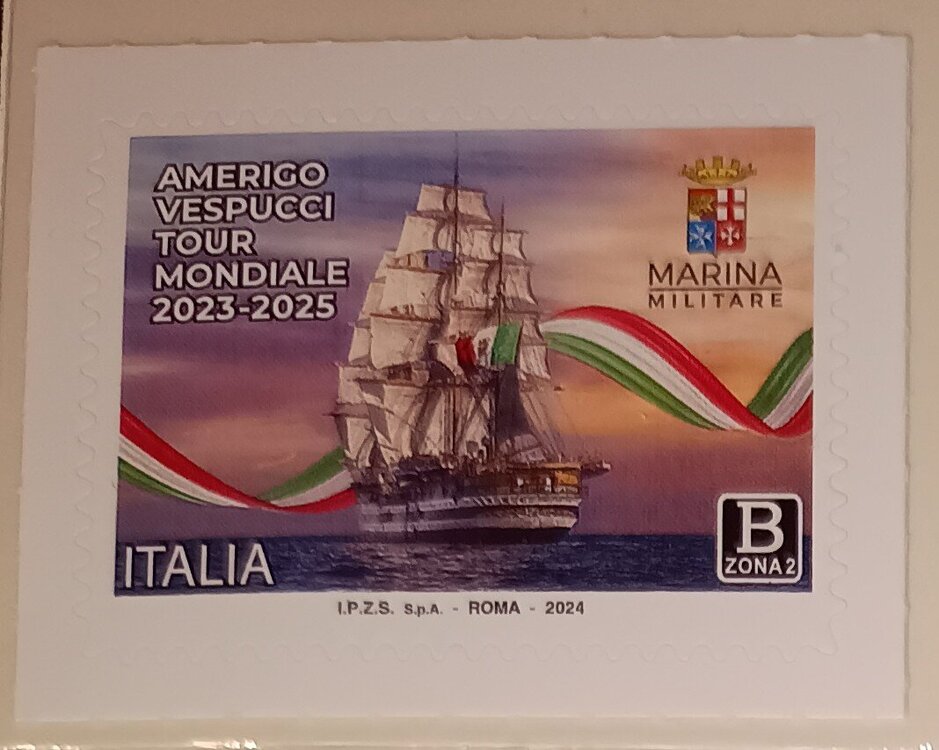 AMERIGO
VESPUCCI
TOUR
MONDIALE
2023-2025
MARINA
MILITARE
ITALIA
B
ZONA 2
I.P.Z.S. S.p.A. - ROMA - 2024